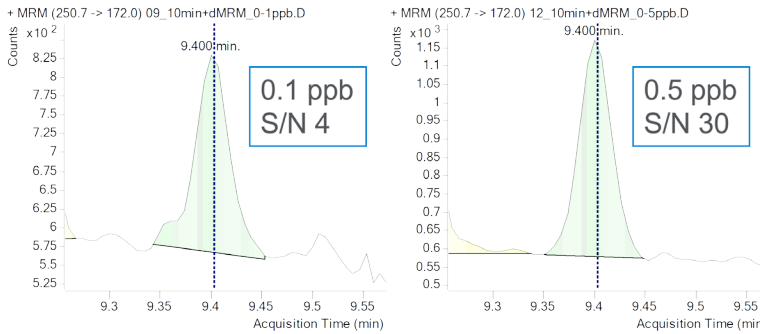 + MRM (250.7 -> 172.0) 09_10min+dMRM_0-1ppb.D
Counts
x10 2
9.400 min.
8.25
8
7.75
7.5
7.25
7
6.75
6.5
6.25
6
5.75
5.5
5.25
0.1 ppb
S/N 4
9.3 9.35 9.4 9.45 9.5 9.55
Acquisition Time (min)
+ MRM (250.7 -> 172.0) 12_10min+dMRM_0-5ppb.D
Counts
x10 3
9.400 min.
1.15
1.1
1.05
1
0.95
0.9
0.85
0.8
0.75
0.7
0.65
0.6
0.55
0.5
0.5 ppb
S/N 30
9.3 9.35 9.4 9.45 9.5 9.55
Acquisition Time (min)